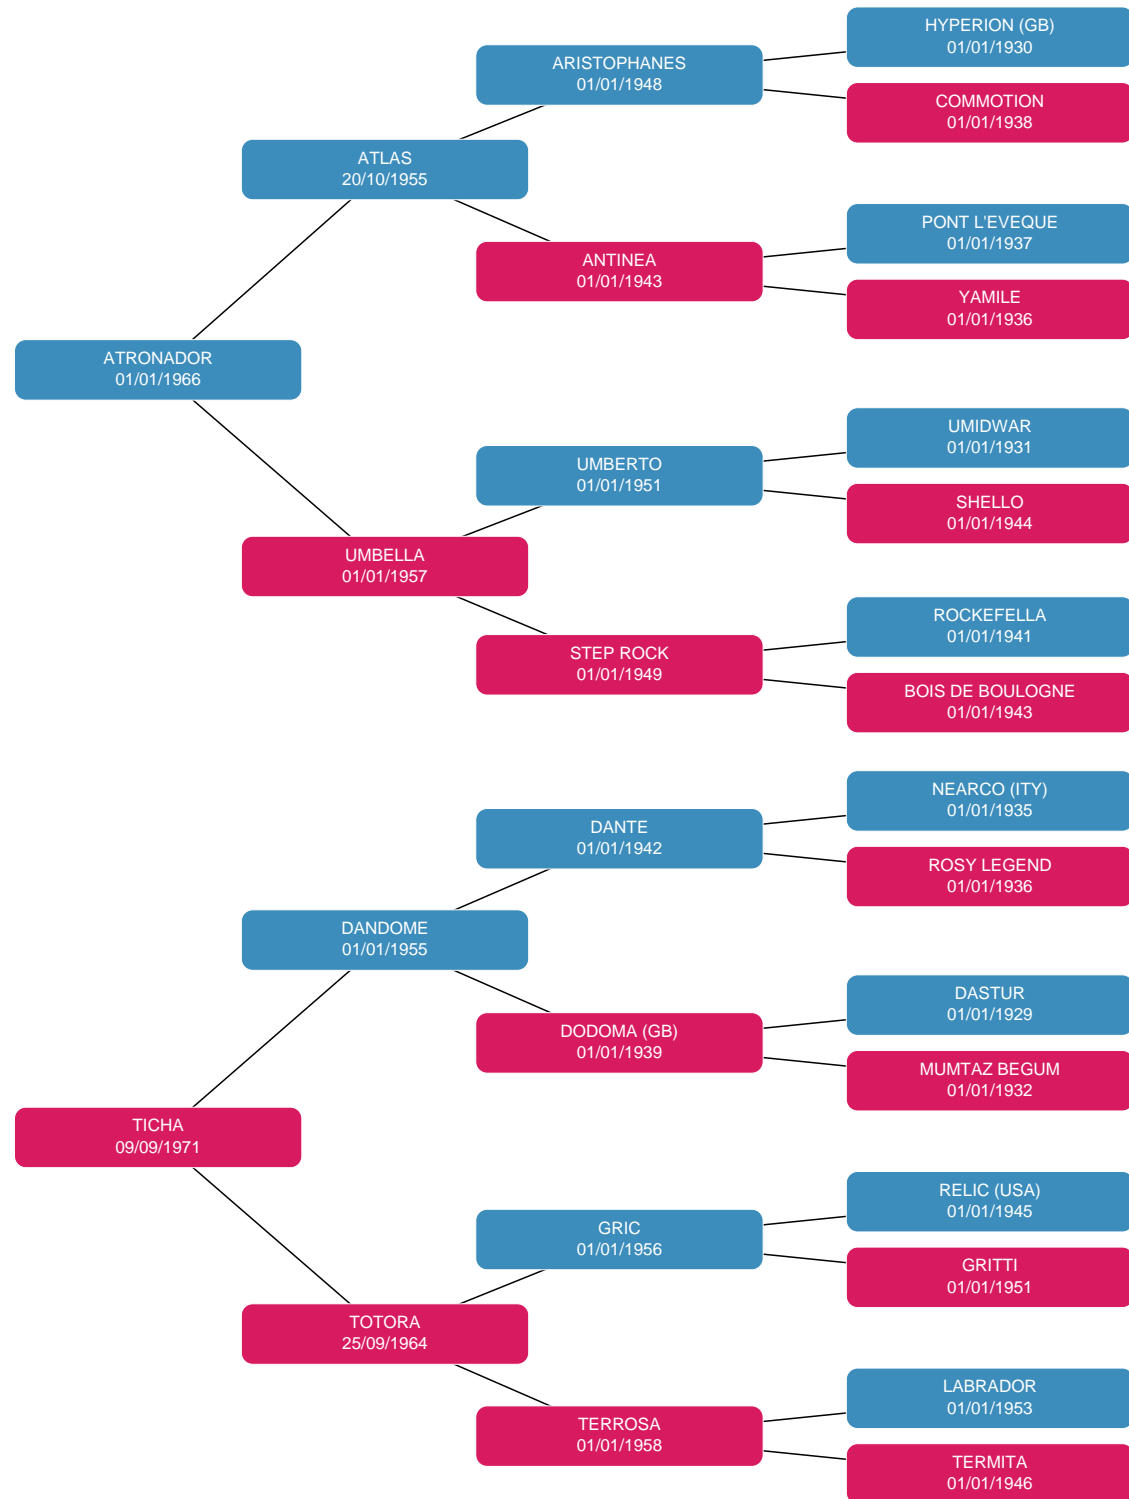 HYPERION (GB)
01/01/1930
ARISTOPHANES
01/01/1948
COMMOTION
01/01/1938
ATLAS
20/10/1955
PONT L'EVEQUE
01/01/1937
ANTINEA
01/01/1943
YAMILE
01/01/1936
ATRONADOR
01/01/1966
UMIDWAR
01/01/1931
UMBERTO
01/01/1951
SHELLO
01/01/1944
UMBELLA
01/01/1957
ROCKEFELLA
01/01/1941
STEP ROCK
01/01/1949
BOIS DE BOULOGNE
01/01/1943
NEARCO (ITY)
01/01/1935
DANTE
01/01/1942
ROSY LEGEND
01/01/1936
DANDOME
01/01/1955
DASTUR
01/01/1929
DODOMA (GB)
01/01/1939
MUMTAZ BEGUM
01/01/1932
TICHA
09/09/1971
RELIC (USA)
01/01/1945
GRIC
01/01/1956
GRITTI
01/01/1951
TOTORA
25/09/1964
LABRADOR
01/01/1953
TERROSA
01/01/1958
TERMITA
01/01/1946